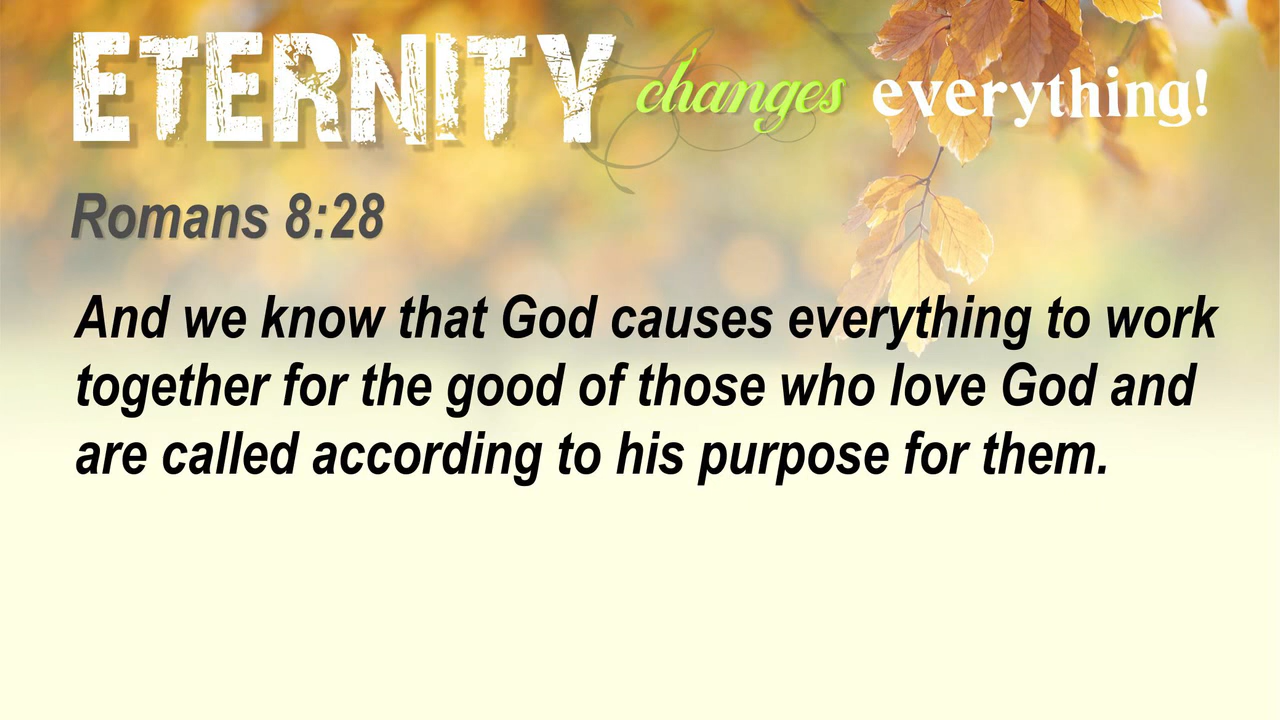 ETERNITY changes everything!
Romans 8:28
And we know that God causes everything to work
together for the good of those who love God and
are called according to his purpose for them.